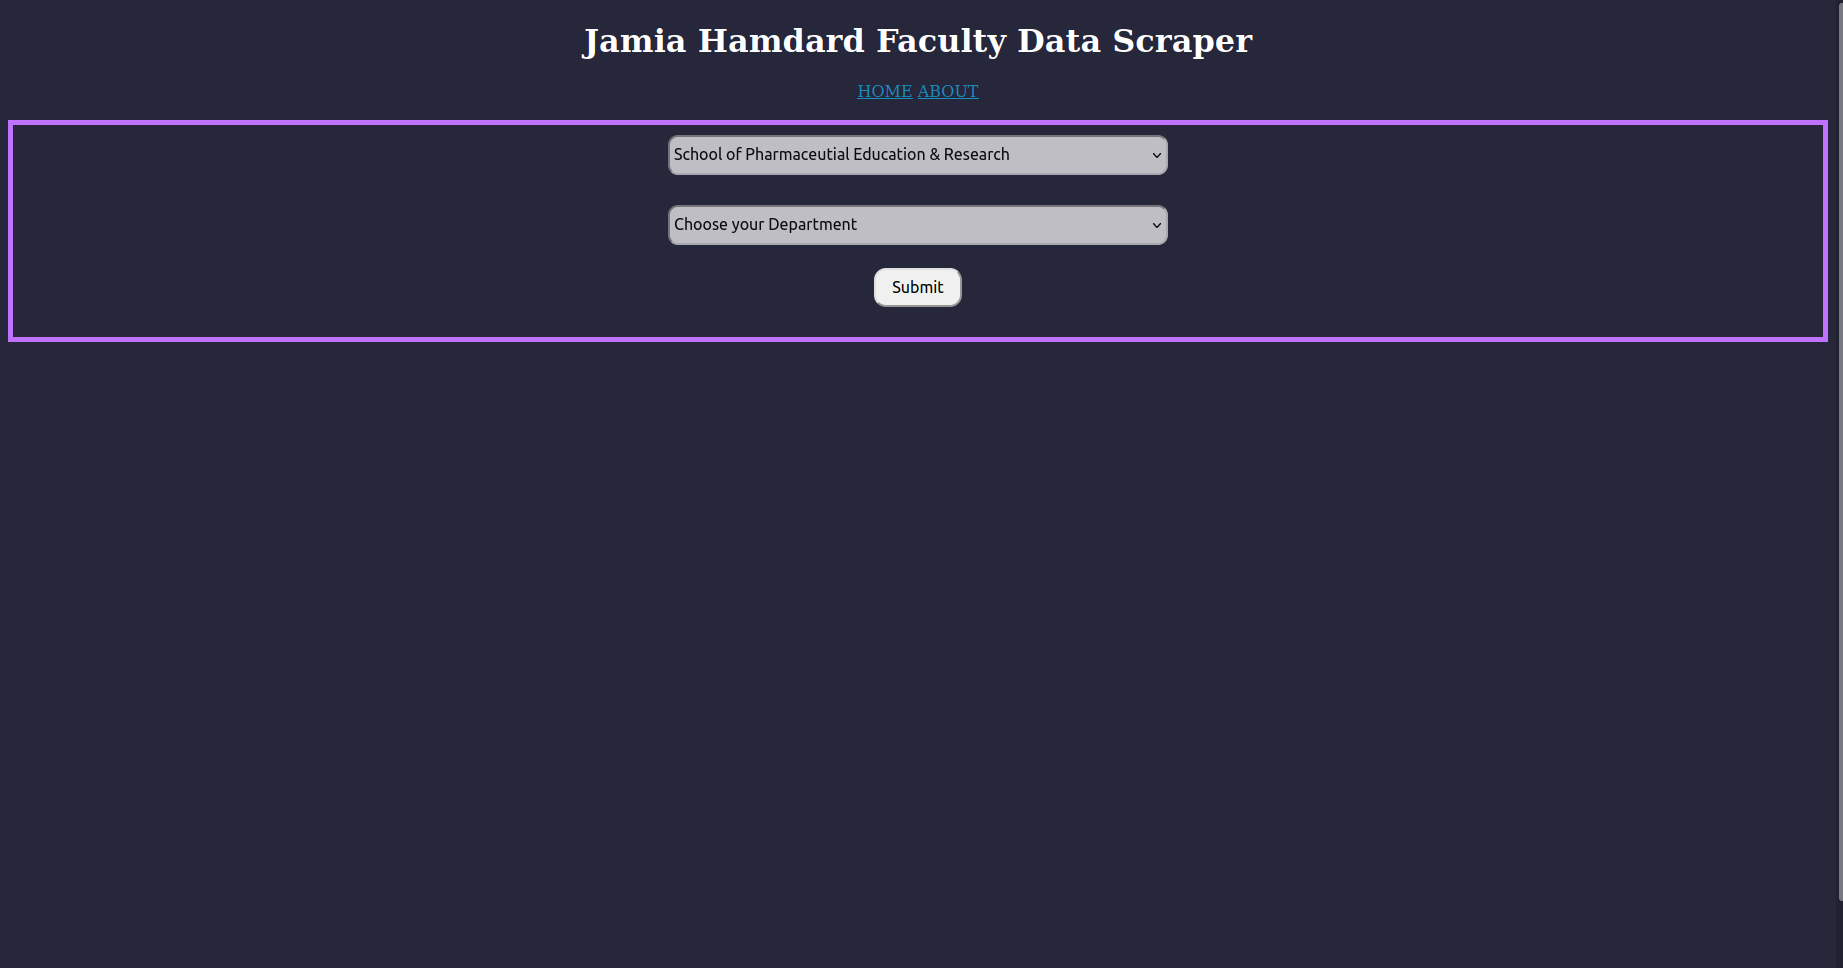 Jamia Hamdard Faculty Data Scraper
HOME ABOUT
School of Pharmaceutial Education & Research
Choose your Department
Submit